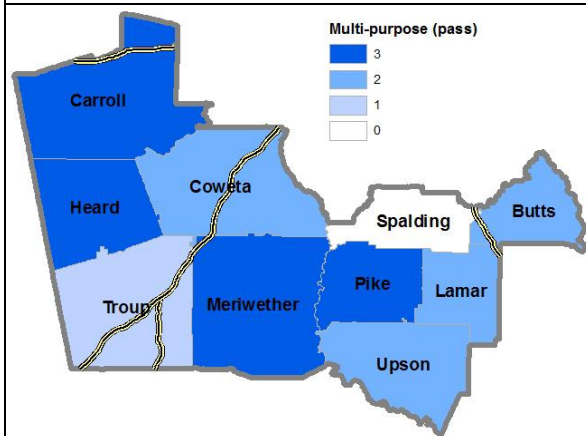 Multi-purpose (pass)
3
2
1
0
Carroll
Coweta
Heard
Spalding
Butts
Troup
Meriwether
Pike
Lamar
Upson